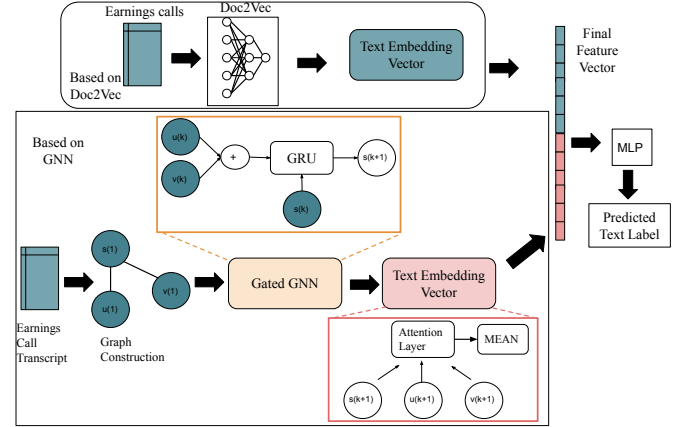 Earnings calls
Doc2Vec
Based on
Doc2Vec
Text Embedding
Vector
Final
Feature
Vector
Based on
GNN
u(k)
v(k)
+
GRU
s(k+1)
s(k)
MLP
Predicted
Text Label
s(1)
u(1)
v(1)
Gated GNN
Text Embedding
Vector
Earnings
Call
Transcript
Graph
Construction
Attention
Layer
MEAN
s(k+1)
u(k+1)
v(k+1)